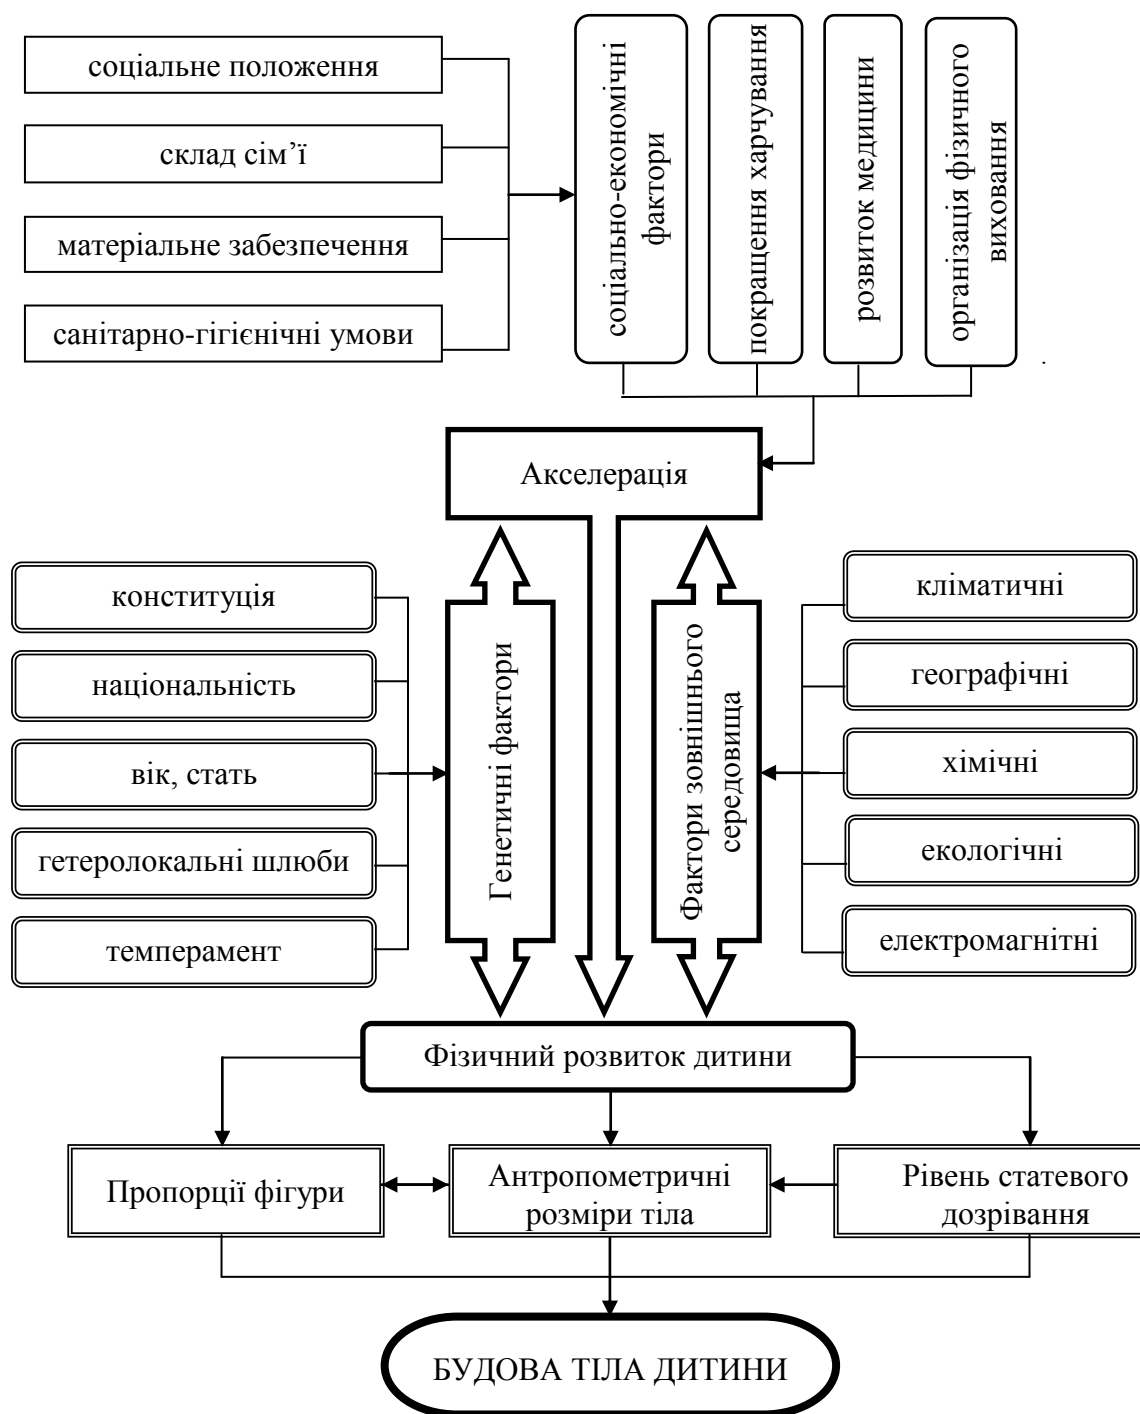 соціальне положення
склад сім’ї
матеріальне забезпечення
санітарно-гігієнічні умови
соціально-економічні
фактори
покращення харчування
розвиток медицини
організація фізичного
виховання
Акселерація
конституція
національність
вік, стать
гетеролокальні шлюби
темперамент
Генетичні фактори
Фактори зовнішнього
середовища
кліматичні
географічні
хімічні
екологічні
електромагнітні
Фізичний розвиток дитини
Пропорції фігури
Антропометричні
розміри тіла
Рівень статевого
дозрівання
БУДОВА ТІЛА ДИТИНИ